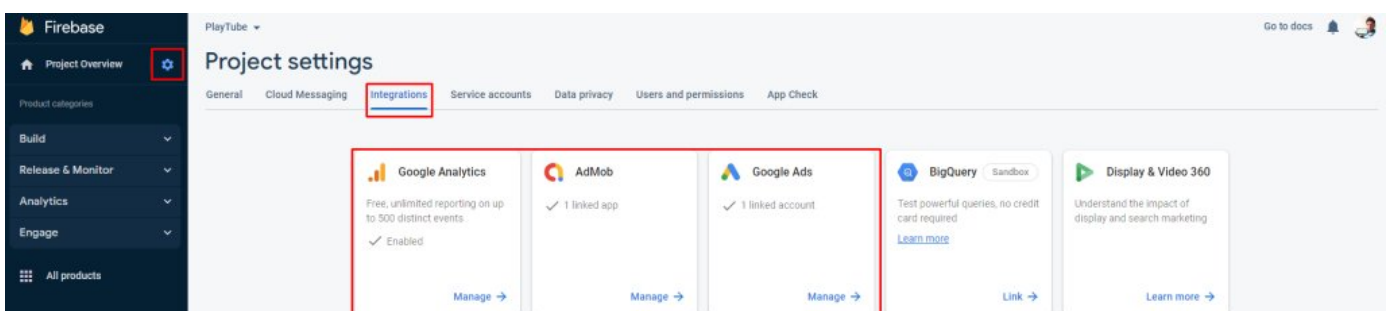 Firebase
Project Overview
Product categories
Build
Release & Monitor
Analytics
Engage
All products
PlayTube
Go to docs
Project settings
General Cloud Messaging Integrations Service accounts Data privacy Users and permissions App Check
Google Analytics
Free, unlimited reporting on up
to 500 distinct events
Enabled
Manage →
AdMob
1 linked app
Manage →
Google Ads
1 linked account
Manage →
BigQuery Sandbox
Test powerful queries, no credit
card required
Learn more
Link →
Display & Video 360
Understand the impact of
display and search marketing
Learn more →